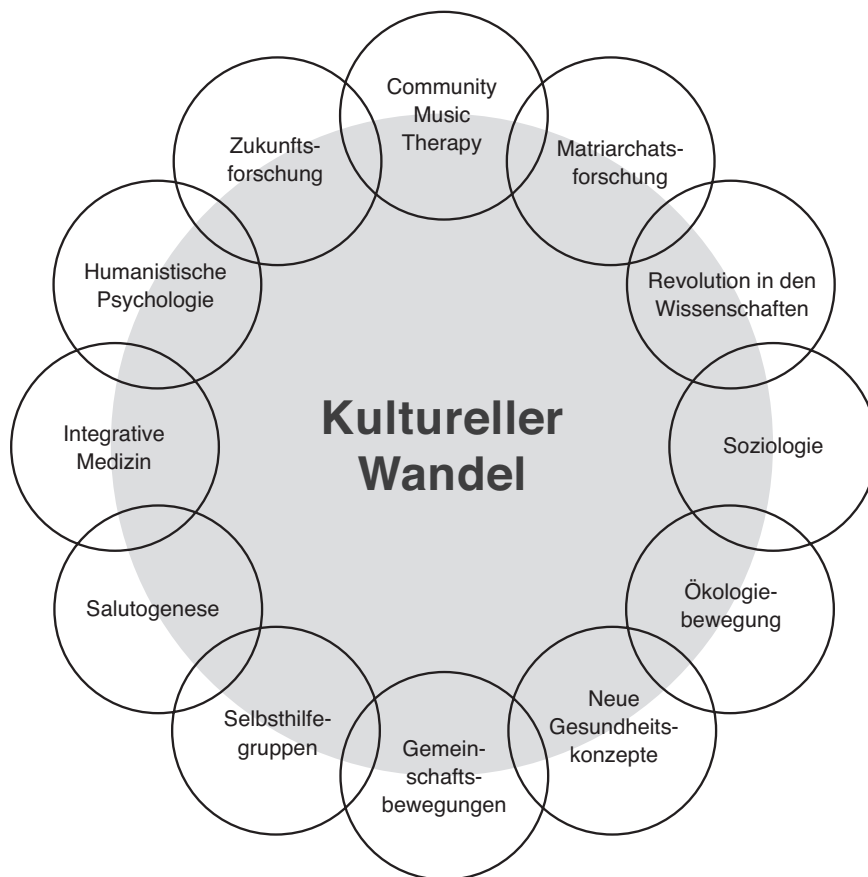 Community
Music
Therapy
Matriarchats-
forschung
Revolution in den
Wissenschaften
Soziologie
Ökologie-
bewegung
Neue
Gesundheits-
konzepte
Gemein-
schafts-
bewegungen
Selbsthilfe-
gruppen
Salutogenese
Integrative
Medizin
Humanistische
Psychologie
Zukunfts-
forschung
Kultureller
Wandel